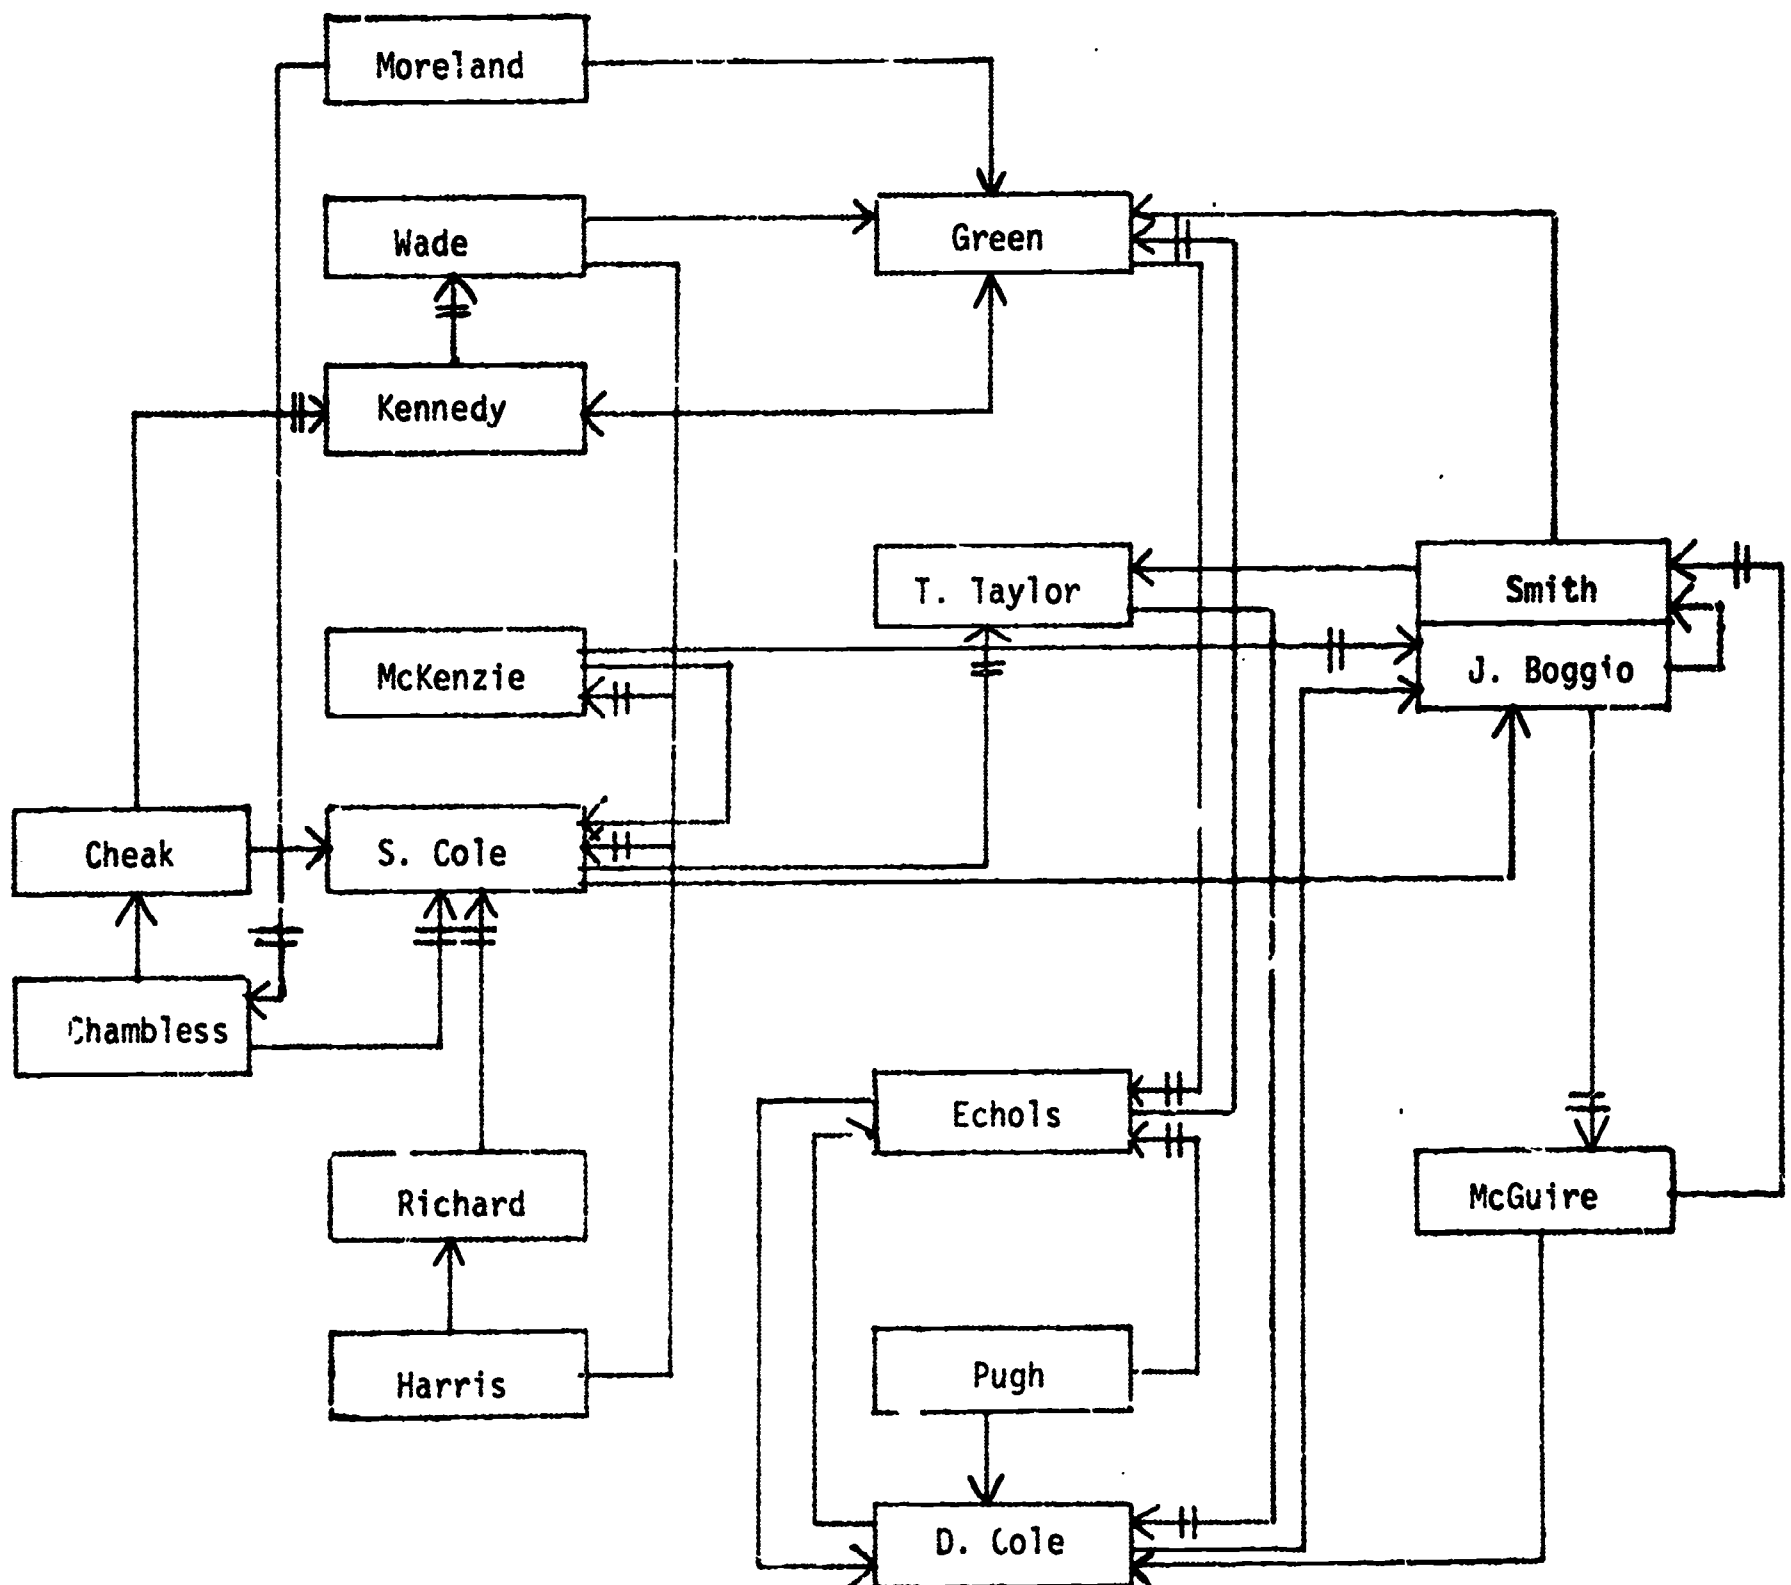 Moreland
Wade
Green
Kennedy
T. Taylor
Smith
McKenzie
J. Boggio
Cheak
S. Cole
Chambless
Echols
Richard
McGuire
Harris
Pugh
D. Cole